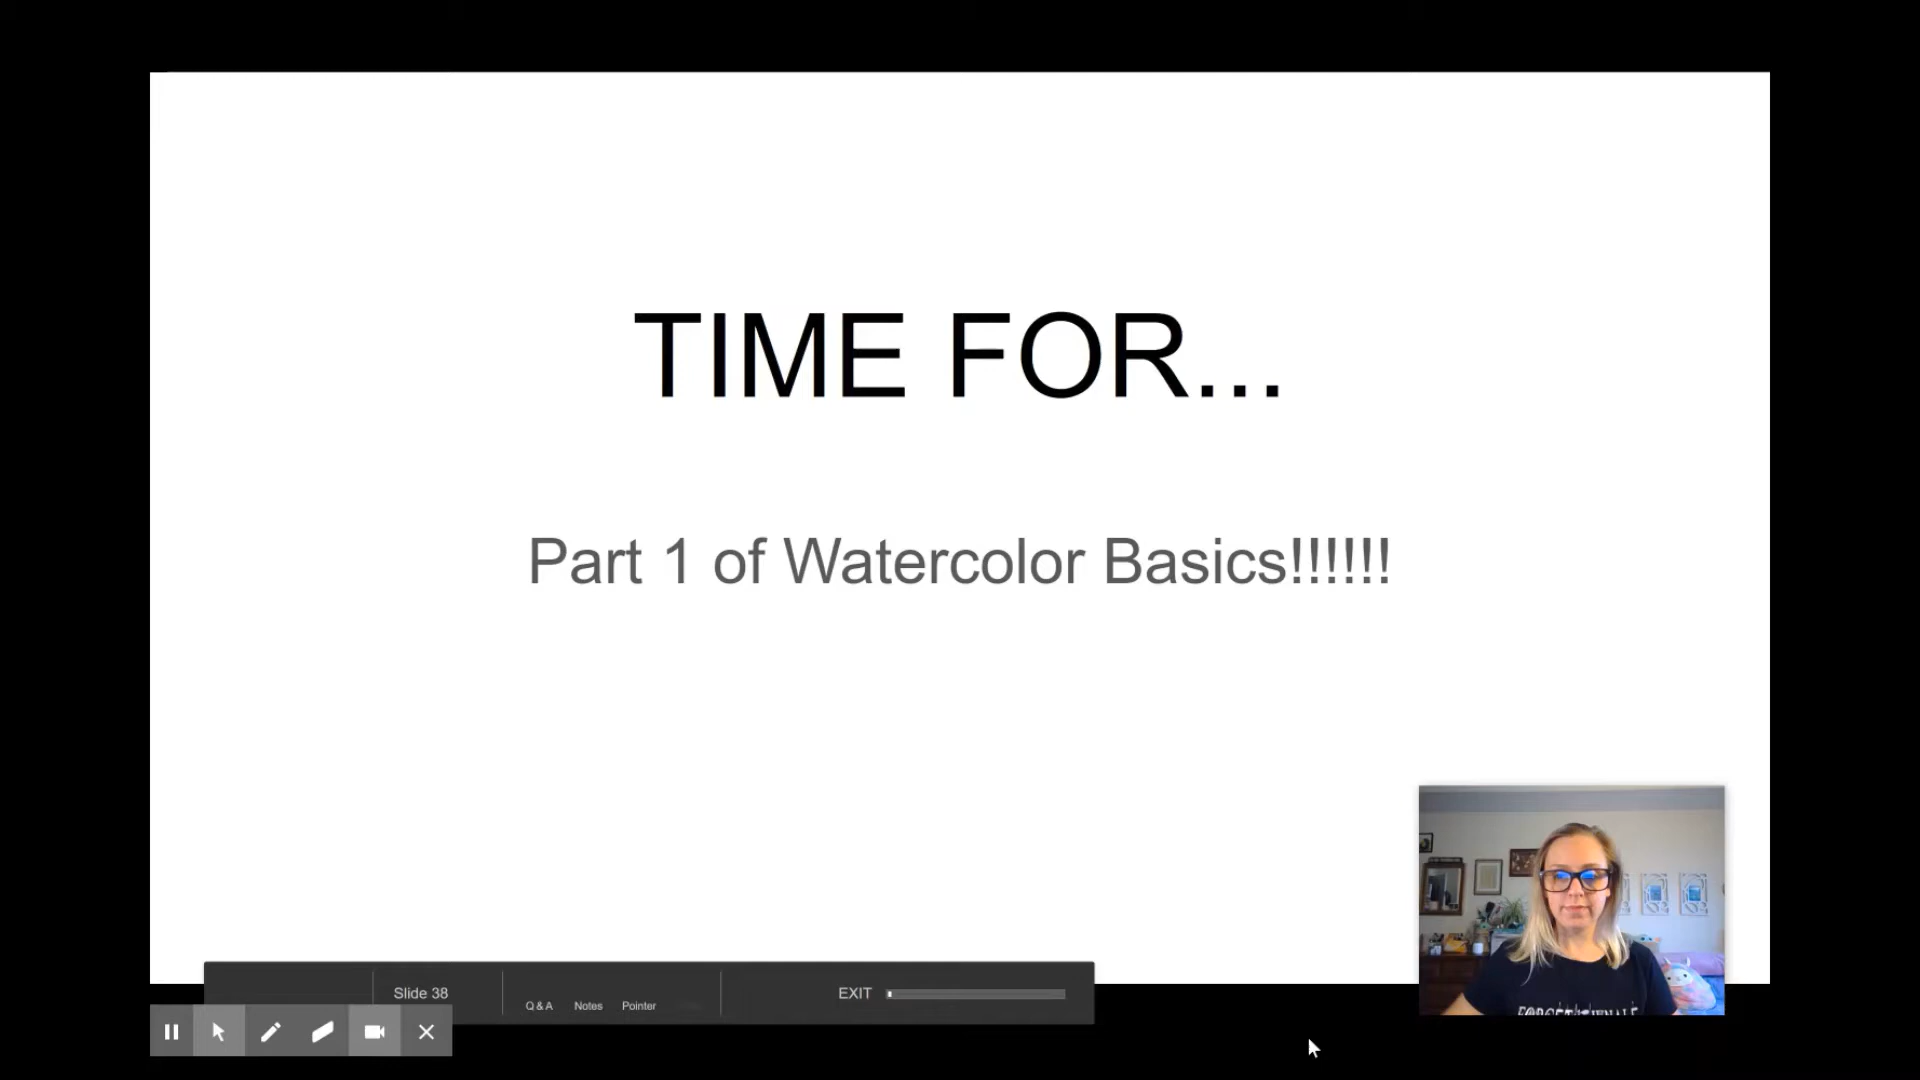 TIME FOR...
Part 1 of Watercolor Basics!!!!!!
Slide 38
Q & A
Notes
Pointer
EXIT